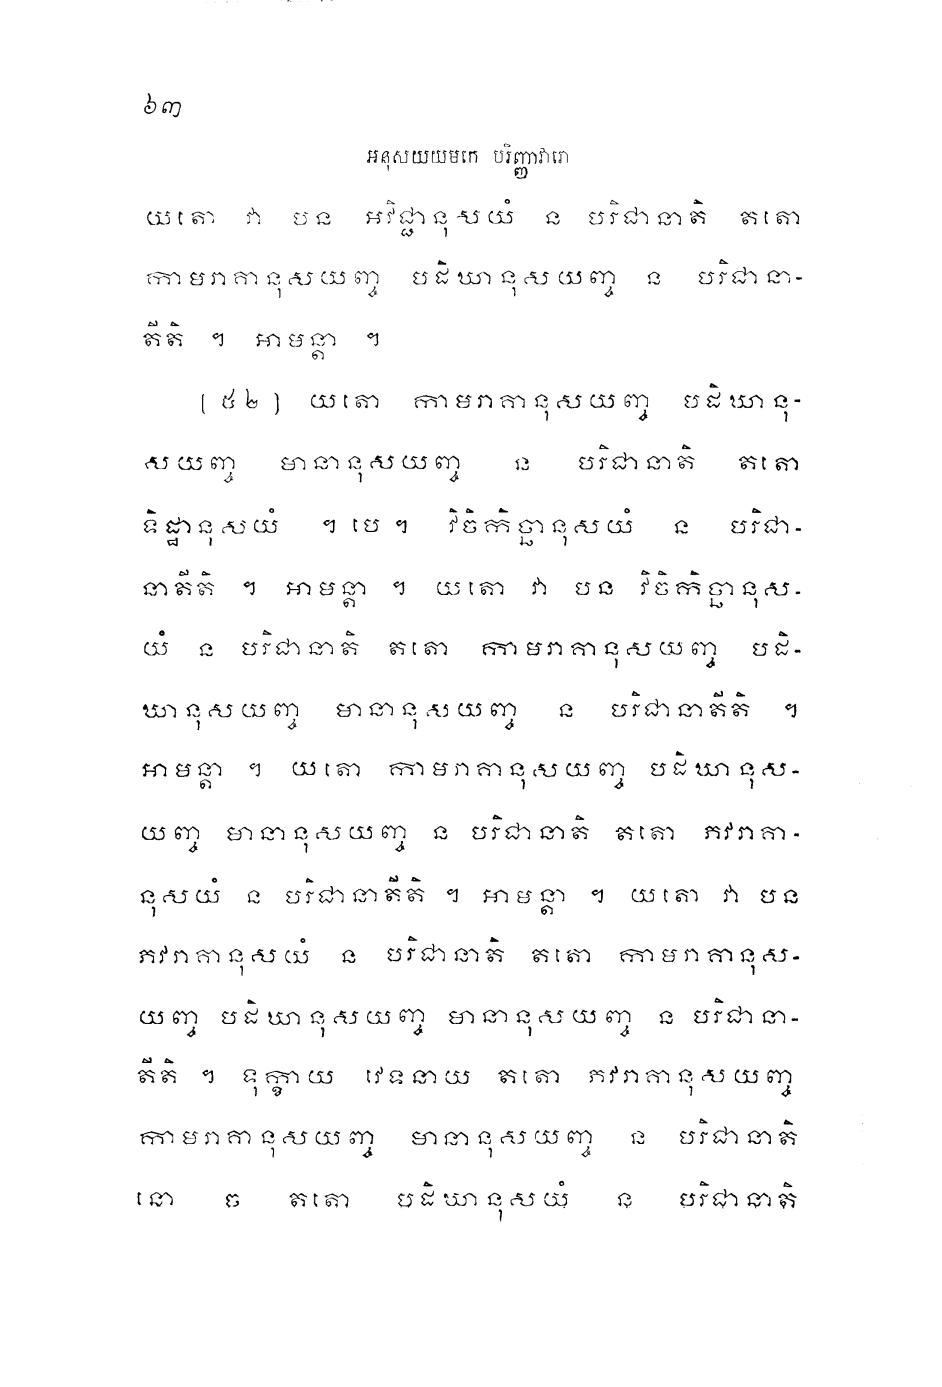 ៦៣
អនុសយយមកេ បរិញ្ញាវារោ
យតោ វា បន អវិជ្ជានុសយំ ន បរិជានាតិ តតោ
កាមរាគានុសយញ្ច បដិឃានុសយញ្ច ន បរិជានា-
តីតិ ។ អាមន្តា ។
(៥២) យតោ កាមរាគានុសយញ្ច បដិឃានុ-
សយញ្ច មានានុសយញ្ច ន បរិជានាតិ តតោ
ទិដ្ឋានុសយំ ។ បេ ។ វិចិកិច្ឆានុសយំ ន បរិជា-
នាតីតិ ។ អាមន្តា ។ យតោ វា បន វិចិកិច្ឆានុស-
យំ ន បរិជានាតិ តតោ កាមរាគានុសយញ្ច បដិ-
ឃានុសយញ្ច មានានុសយញ្ច ន បរិជានាតីតិ ។
អាមន្តា ។ យតោ កាមរាគានុសយញ្ច បដិឃានុស-
យញ្ច មានានុសយញ្ច ន បរិជានាតិ តតោ ភវរាគា-
នុសយំ ន បរិជានាតីតិ ។ អាមន្តា ។ យតោ វា បន
ភវរាគានុសយំ ន បរិជានាតិ តតោ កាមរាគានុស-
យញ្ច បដិឃានុសយញ្ច មានានុសយញ្ច ន បរិជានា-
តីតិ ។ ទុក្ខាយ វេទនាយ តតោ ភវរាគានុសយញ្ច
កាមរាគានុសយញ្ច មានានុសយញ្ច ន បរិជានាតិ
នោ ច តតោ បដិឃានុសយំ ន បរិជានាតិ